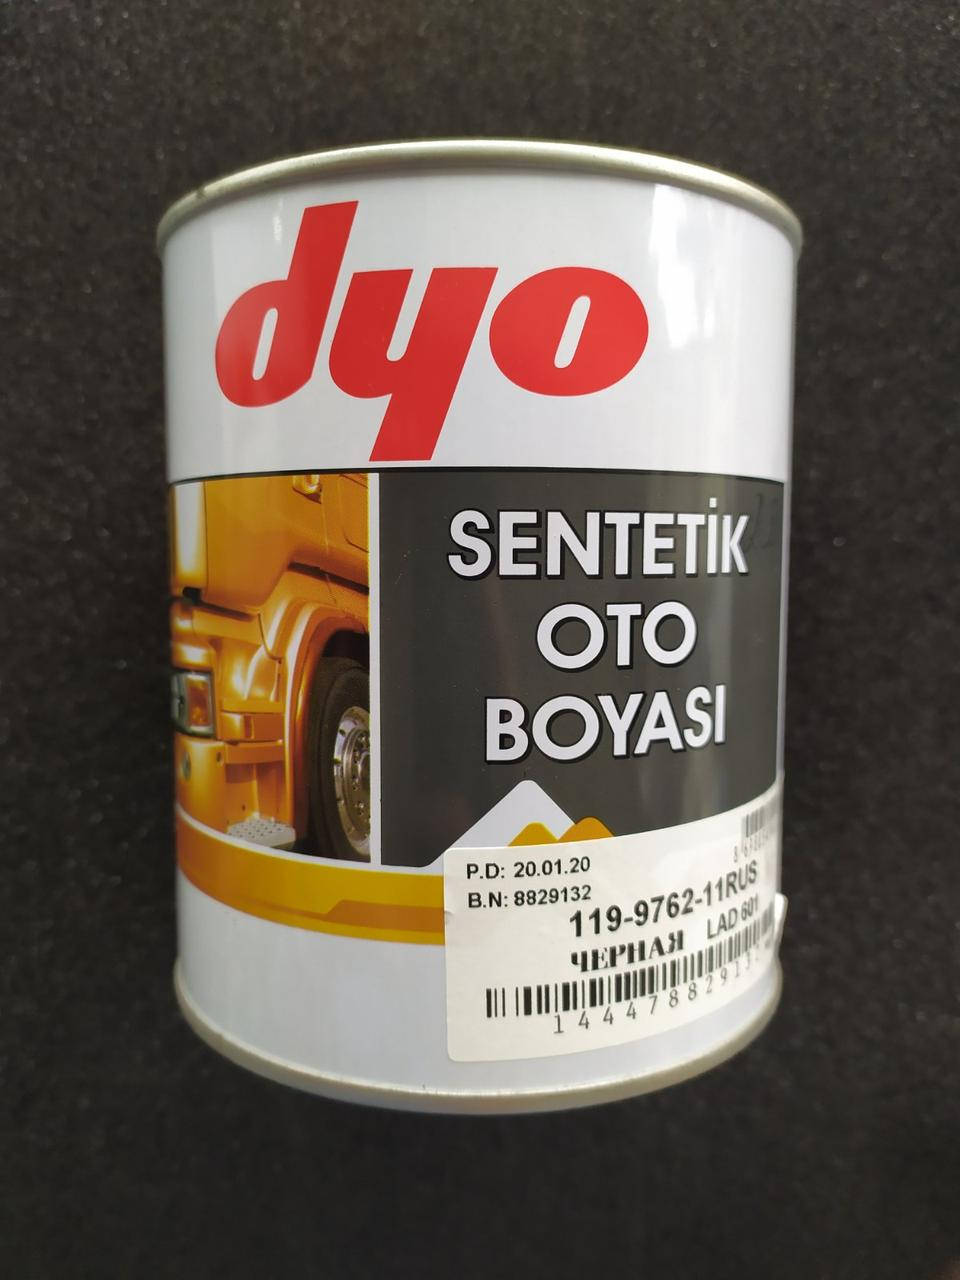 dyo
SENTETİK
OTO
BOYASI
P.D: 20.01.20
B.N: 8829132
119-9762-11RUS
ЧЕРНАЯ LAD 601